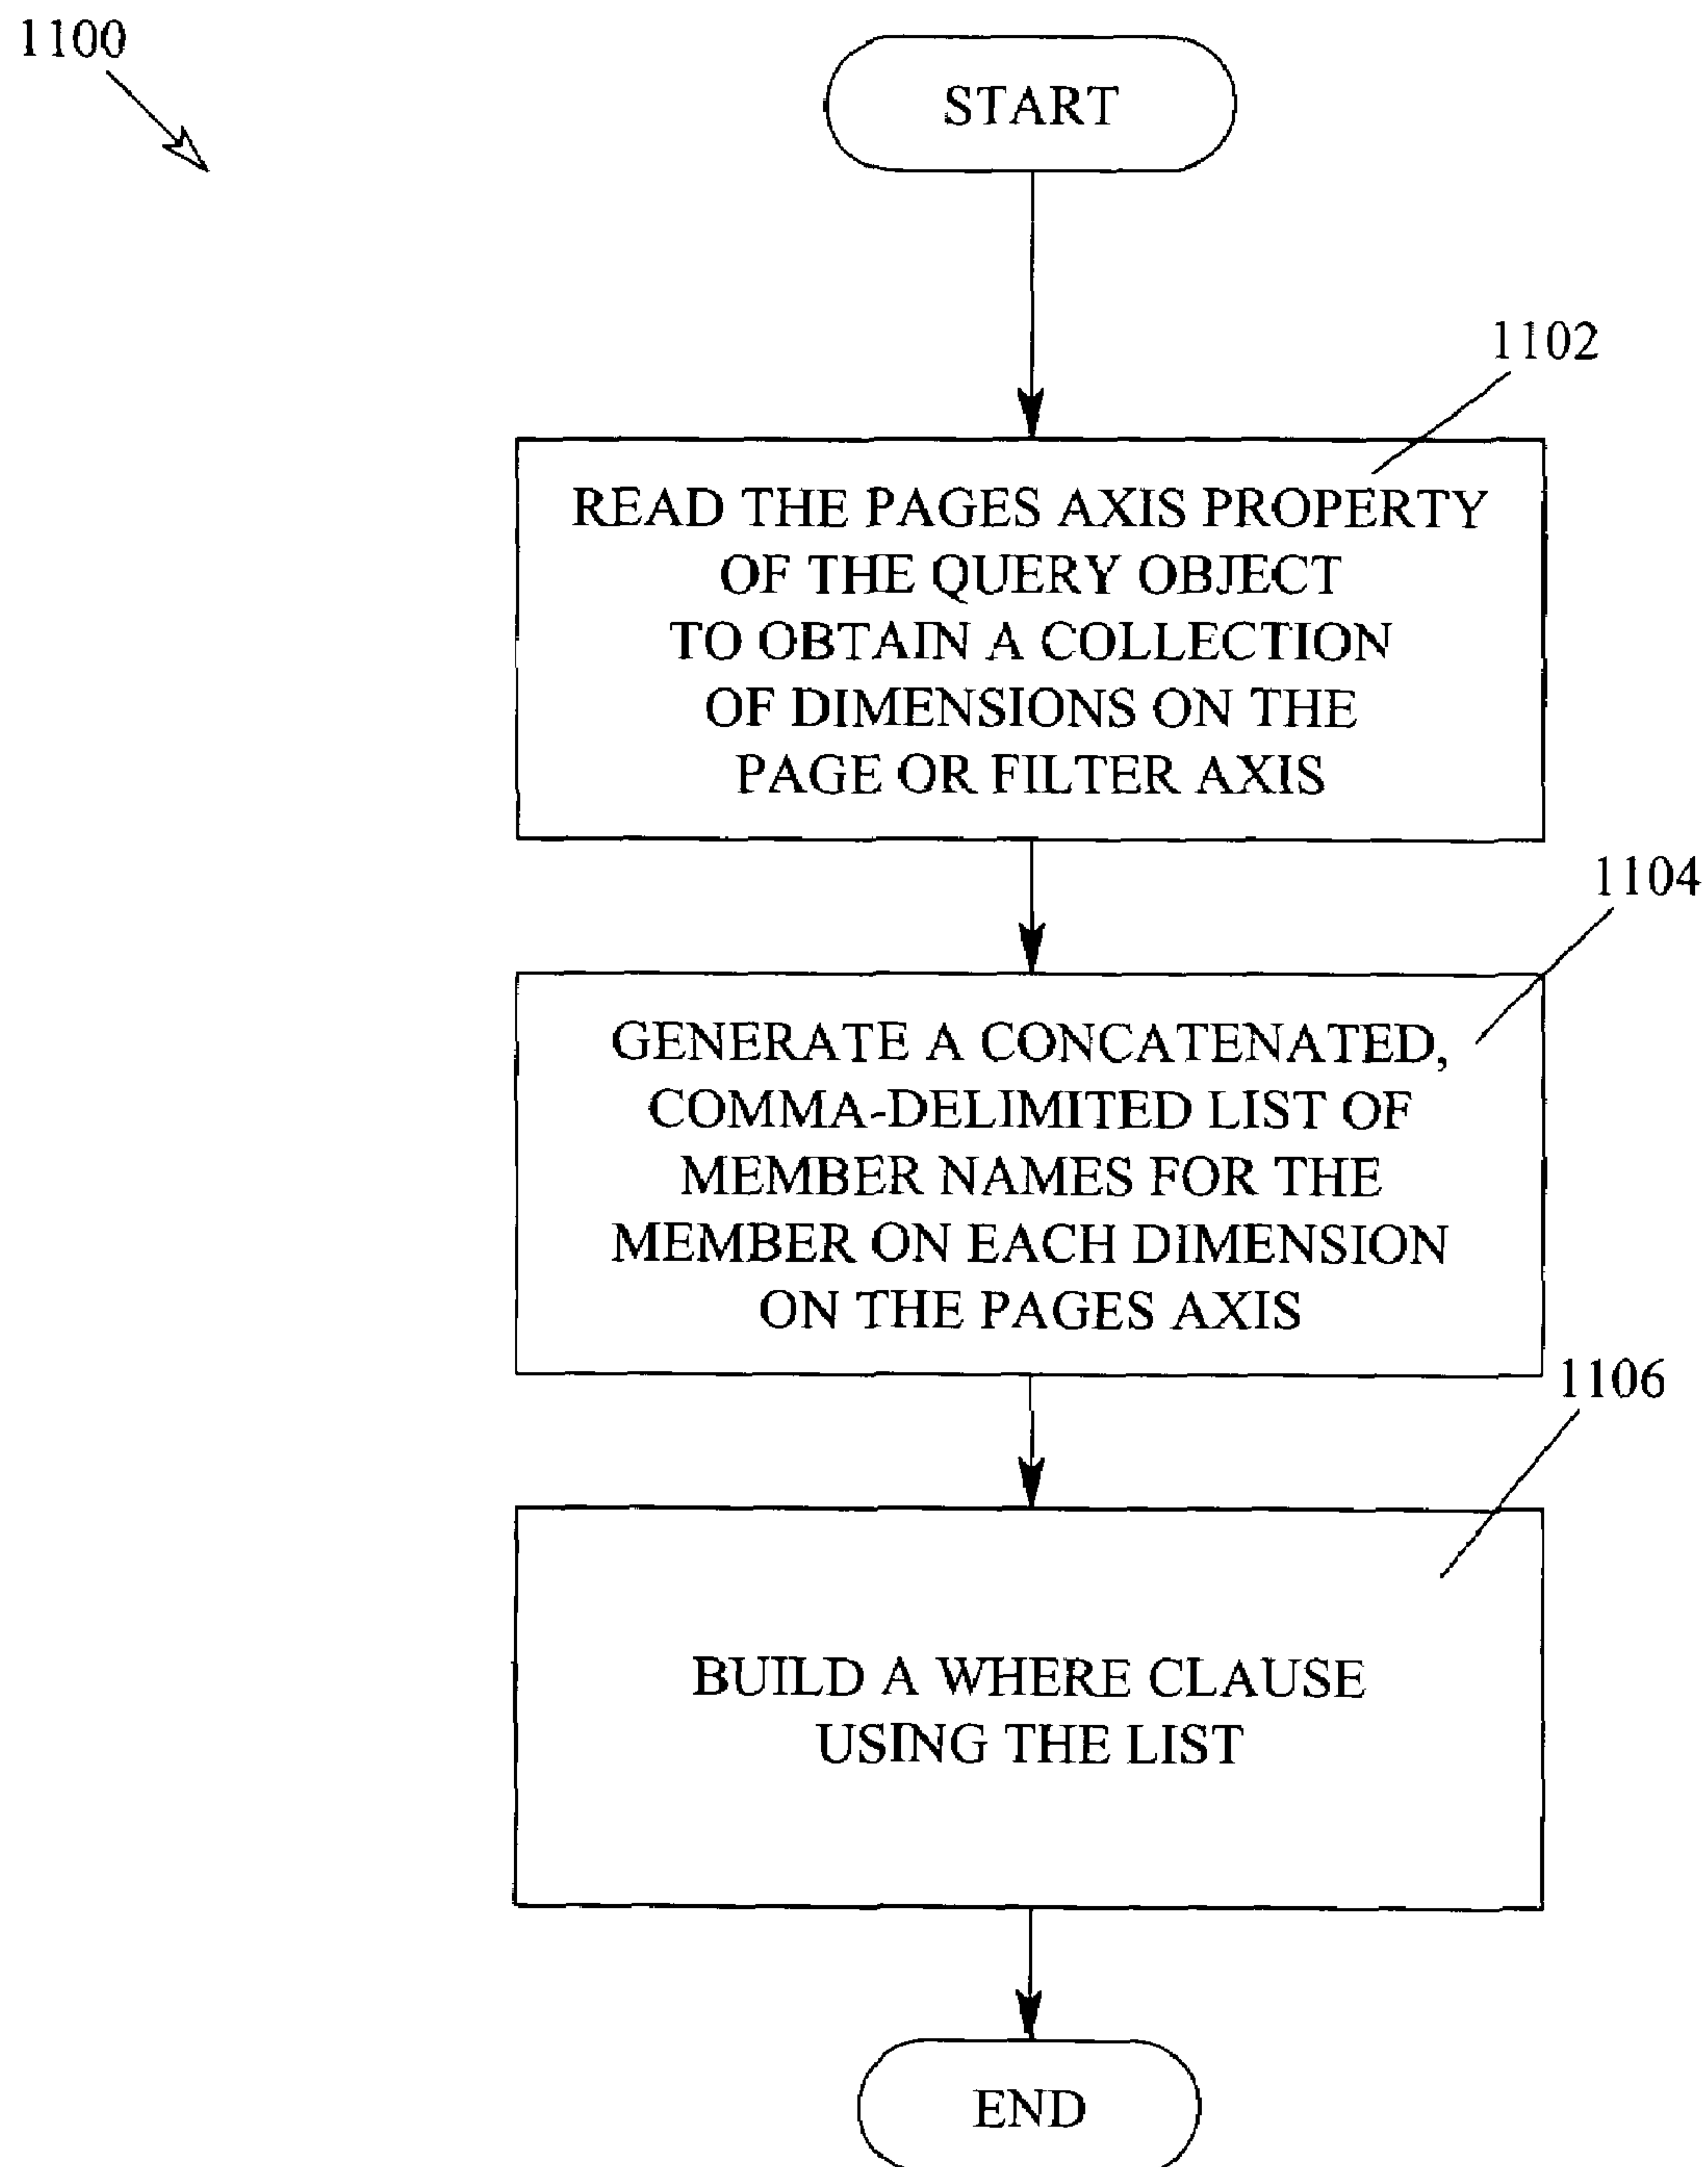 1100
START
1102
READ THE PAGES AXIS PROPERTY
OF THE QUERY OBJECT
TO OBTAIN A COLLECTION
OF DIMENSIONS ON THE
PAGE OR FILTER AXIS
1104
GENERATE A CONCATENATED,
COMMA-DELIMITED LIST OF
MEMBER NAMES FOR THE
MEMBER ON EACH DIMENSION
ON THE PAGES AXIS
1106
BUILD A WHERE CLAUSE
USING THE LIST
END